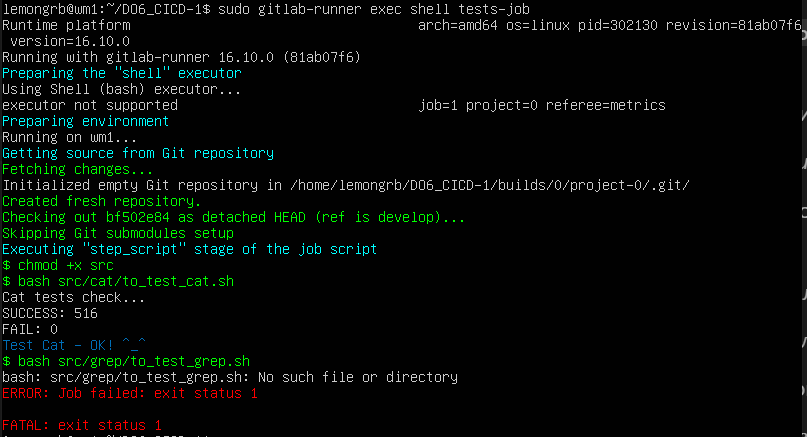 lemongrb@wm1:~/DO6_CICD-1$ sudo gitlab-runner exec shell tests-job
Runtime platform                                    arch=amd64 os=linux pid=302130 revision=81ab07f6
 version=16.10.0
Running with gitlab-runner 16.10.0 (81ab07f6)
Preparing the "shell" executor
Using Shell (bash) executor...
executor not supported                              job=1 project=0 referee=metrics
Preparing environment
Running on wm1...
Getting source from Git repository
Fetching changes...
Initialized empty Git repository in /home/lemongrb/DO6_CICD-1/builds/0/project-0/.git/
Created fresh repository.
Checking out bf502e84 as detached HEAD (ref is develop)...
Skipping Git submodules setup
Executing "step_script" stage of the job script
$ chmod +x src
$ bash src/cat/to_test_cat.sh
Cat tests check...
SUCCESS: 516
FAIL: 0
Test Cat - OK! ^_^
$ bash src/grep/to_test_grep.sh
bash: src/grep/to_test_grep.sh: No such file or directory
ERROR: Job failed: exit status 1
FATAL: exit status 1